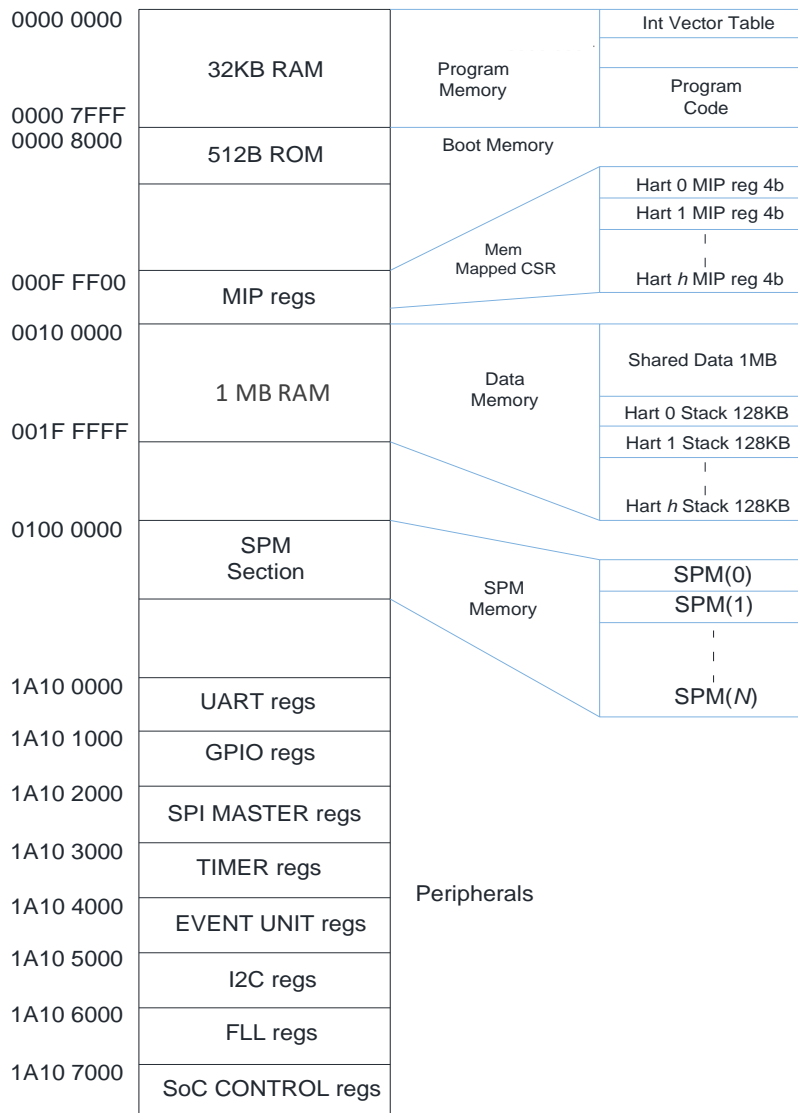 0000 0000
32KB RAM
Program
Memory
Int Vector Table
Program
Code
0000 7FFF
0000 8000
512B ROM
Boot Memory
Hart 0 MIP reg 4b
Hart 1 MIP reg 4b
Mem
Mapped CSR
Hart h MIP reg 4b
000F FF00
MIP regs
0010 0000
1 MB RAM
Data
Memory
Shared Data 1MB
Hart 0 Stack 128KB
Hart 1 Stack 128KB
Hart h Stack 128KB
001F FFFF
0100 0000
SPM
Section
SPM
Memory
SPM(0)
SPM(1)
SPM(N)
1A10 0000
UART regs
1A10 1000
GPIO regs
1A10 2000
SPI MASTER regs
1A10 3000
TIMER regs
1A10 4000
EVENT UNIT regs
Peripherals
1A10 5000
I2C regs
1A10 6000
FLL regs
1A10 7000
SoC CONTROL regs